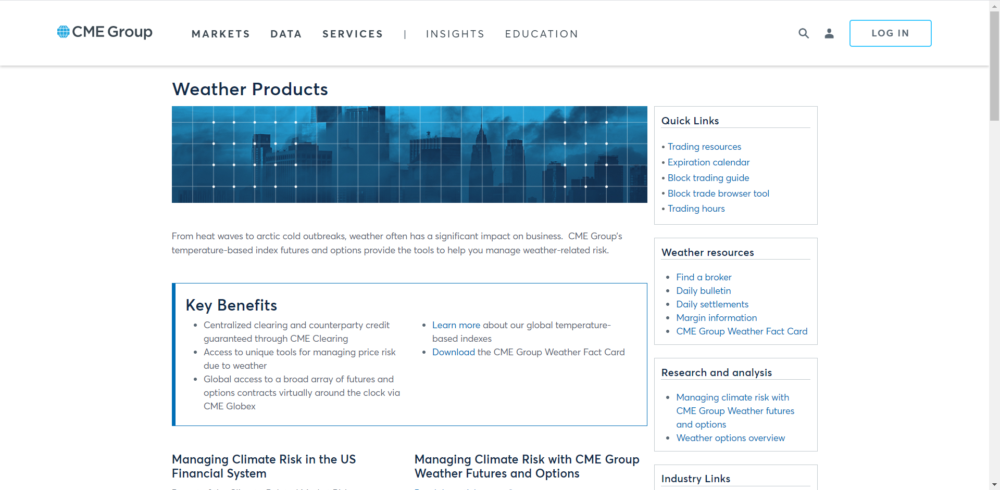 CME Group
MARKETS
DATA
SERVICES
|
INSIGHTS
EDUCATION
LOG IN
Weather Products
From heat waves to arctic cold outbreaks, weather often has a significant impact on business.  CME Group's
temperature-based index futures and options provide the tools to help you manage weather-related risk.
Key Benefits
• Centralized clearing and counterparty credit
guaranteed through CME Clearing
• Access to unique tools for managing price risk
due to weather
• Global access to a broad array of futures and
options contracts virtually around the clock via
CME Globex
• Learn more about our global temperature-
based indexes
• Download the CME Group Weather Fact Card
Managing Climate Risk in the US
Financial System
Managing Climate Risk with CME Group
Weather Futures and Options
Quick Links
• Trading resources
• Expiration calendar
• Block trading guide
• Block trade browser tool
• Trading hours
Weather resources
• Find a broker
• Daily bulletin
• Daily settlements
• Margin information
• CME Group Weather Fact Card
Research and analysis
• Managing climate risk with
CME Group Weather futures
and options
• Weather options overview
Industry Links